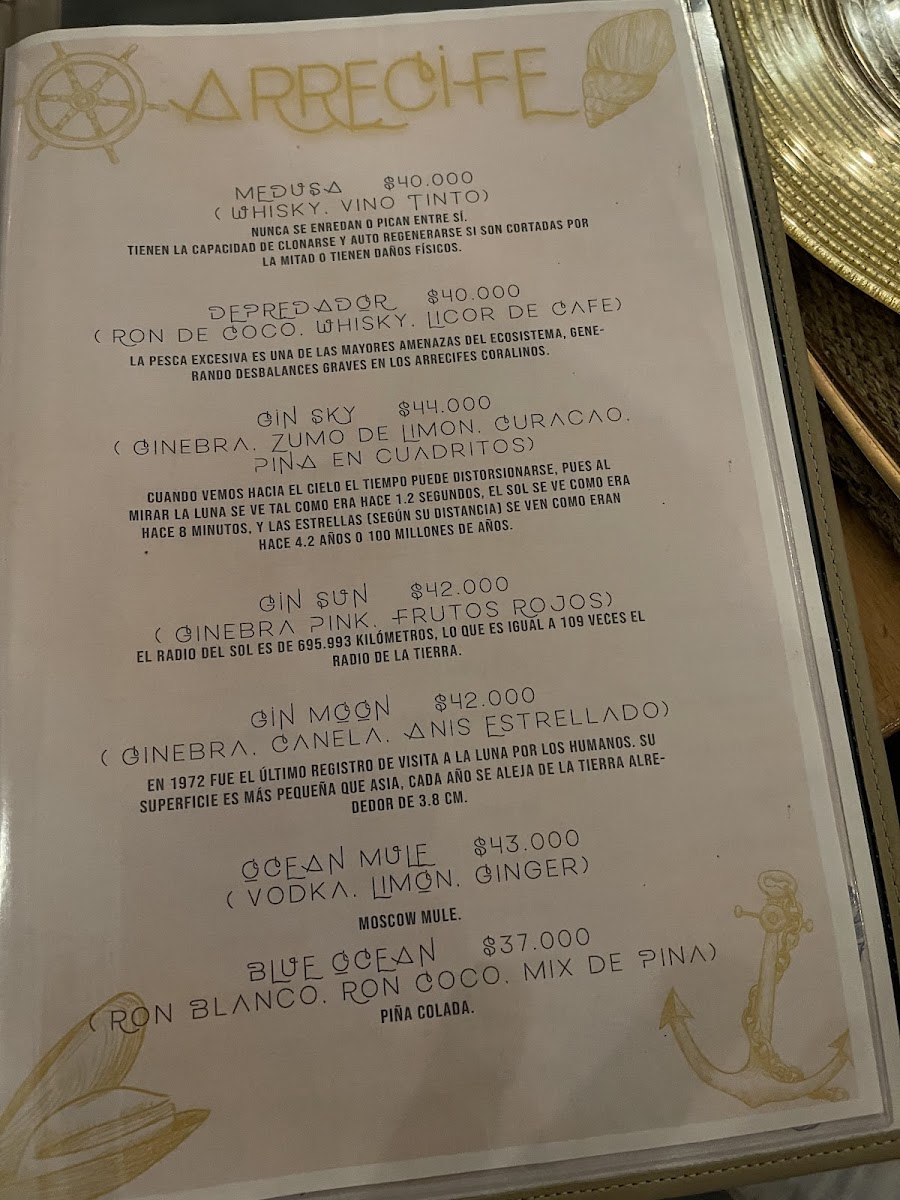 ARRECIFE
MEDUSA $40.000
( WHISKY. VINO TINTO)
NUNCA SE ENREDAN O PICAN ENTRE SÍ.
TIENEN LA CAPACIDAD DE CLONARSE Y AUTO REGENERARSE SI SON CORTADAS POR
LA MITAD O TIENEN DAÑOS FÍSICOS.
DEPREDADOR $40.000
( RON DE COCO. WHISKY. LICOR DE CAFE)
LA PESCA EXCESIVA ES UNA DE LAS MAYORES AMENAZAS DEL ECOSISTEMA, GENE-
RANDO DESBALANCES GRAVES EN LOS ARRECIFES CORALINOS.
GIN SKY $44.000
( GINEBRA. ZUMO DE LIMON. CURACAO.
PIÑA EN CUADRITOS)
CUANDO VEMOS HACIA EL CIELO EL TIEMPO PUEDE DISTORSIONARSE, PUES AL
MIRAR LA LUNA SE VE TAL COMO ERA HACE 1.2 SEGUNDOS, EL SOL SE VE COMO ERA
HACE 8 MINUTOS, Y LAS ESTRELLAS (SEGÚN SU DISTANCIA) SE VEN COMO ERAN
HACE 4.2 AÑOS O 100 MILLONES DE AÑOS.
GIN SUN $42.000
( GINEBRA PINK. FRUTOS ROJOS)
EL RADIO DEL SOL ES DE 695.993 KILÓMETROS, LO QUE ES IGUAL A 109 VECES EL
RADIO DE LA TIERRA.
GIN MOON $42.000
( GINEBRA. CANELA. ANIS ESTRELLADO)
EN 1972 FUE EL ÚLTIMO REGISTRO DE VISITA A LA LUNA POR LOS HUMANOS. SU
SUPERFICIE ES MÁS PEQUEÑA QUE ASIA, CADA AÑO SE ALEJA DE LA TIERRA ALRE-
DEDOR DE 3.8 CM.
OCEAN MULE $43.000
( VODKA. LIMÓN. GINGER)
MOSCOW MULE.
BLUE OCEAN $37.000
( RON BLANCO. RON COCO. MIX DE PINA)
PIÑA COLADA.